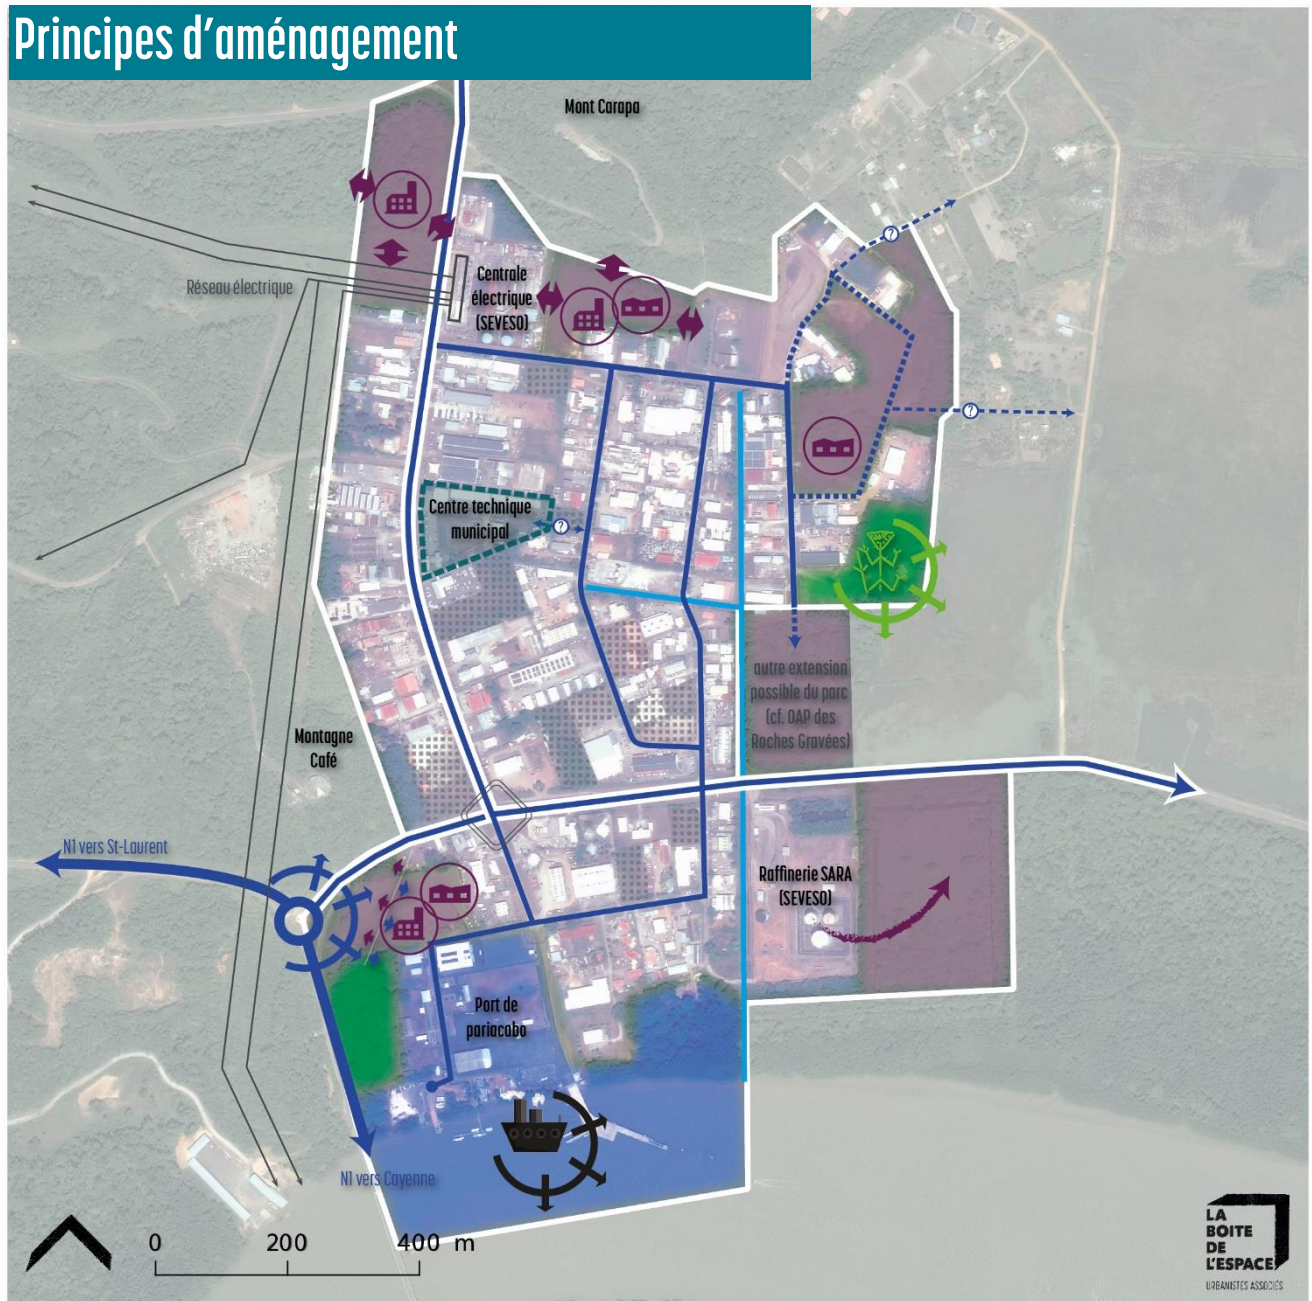 Principes d'aménagement
Mont Carapa
?
Réseau électrique
Centrale
électrique
(SEVESO)
?
Centre technique
municipal
?
autre extension
possible du parc
(cf. OAP des
Roches Gravées)
Montagne
Café
N1 vers St-Laurent
Raffinerie SARA
(SEVESO)
Port de
pariacabo
N1 vers Cayenne
0 200 400 m
LA
BOITE
DE
L'ESPACE
URBANISTES ASSOCIÉS